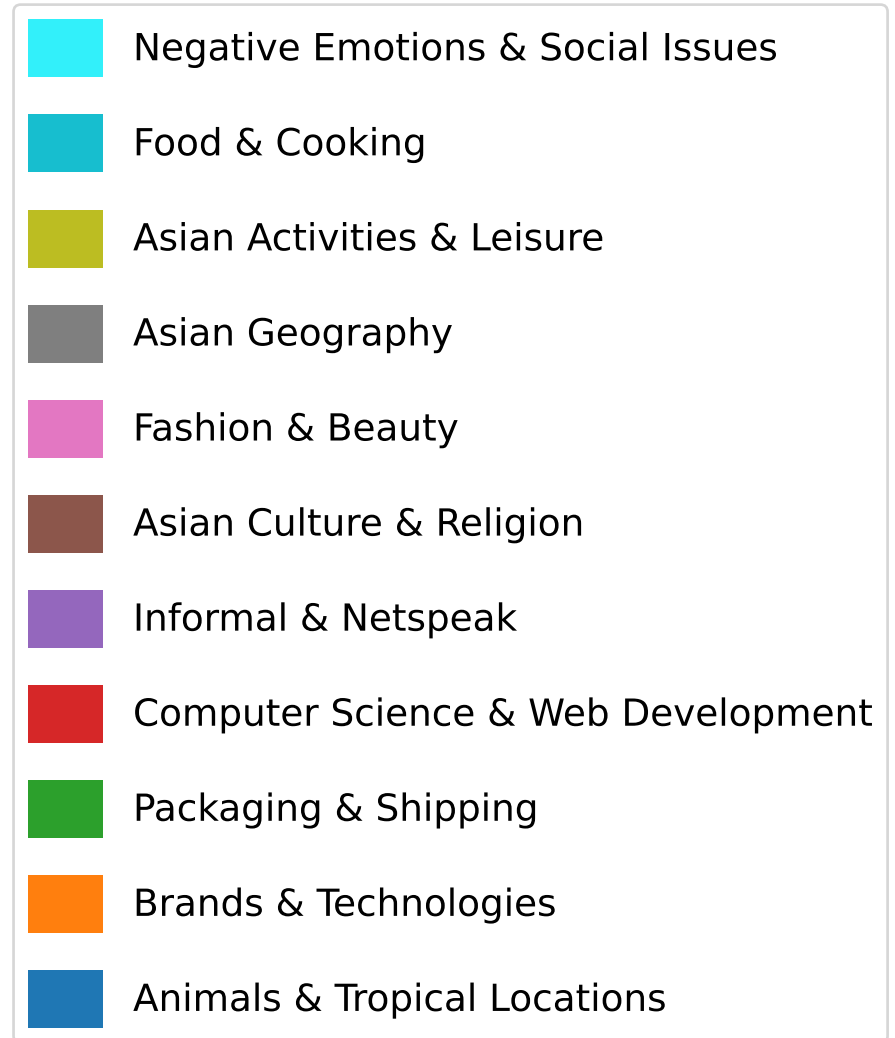 Negative Emotions & Social Issues
Food & Cooking
Asian Activities & Leisure
Asian Geography
Fashion & Beauty
Asian Culture & Religion
Informal & Netspeak
Computer Science & Web Development
Packaging & Shipping
Brands & Technologies
Animals & Tropical Locations